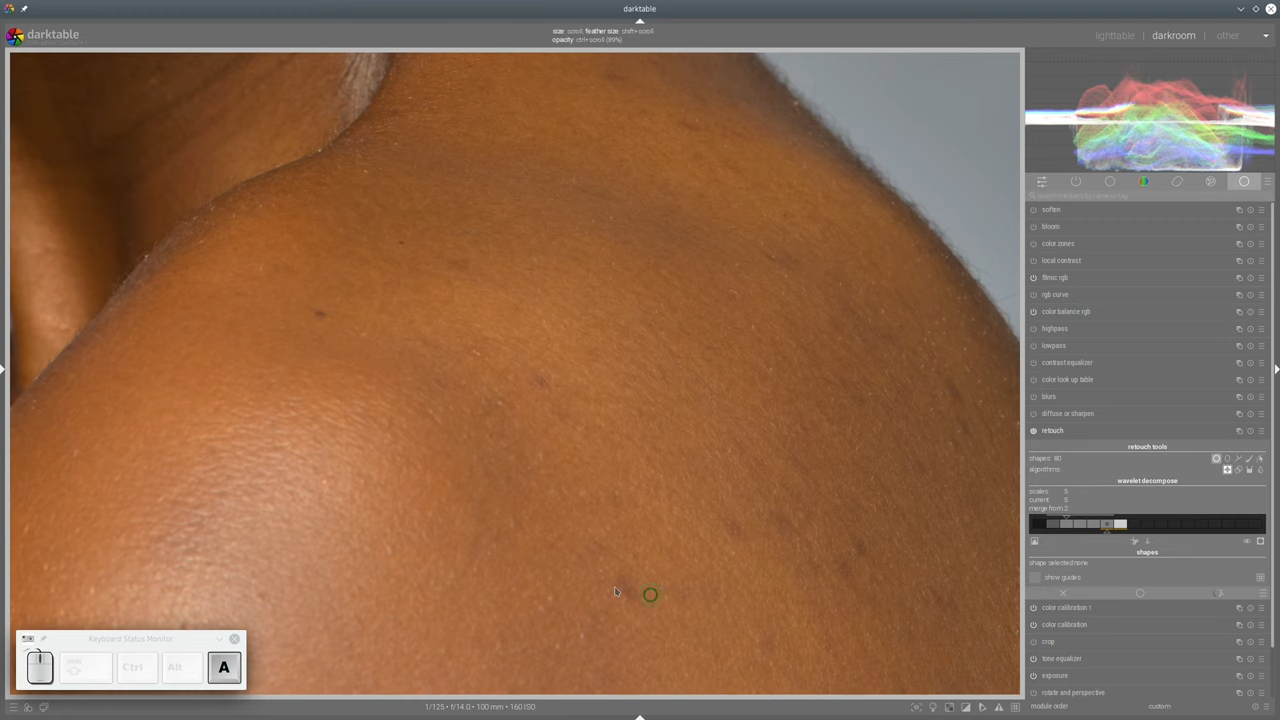 darktable
darktable
size: scroll, feather size: shift+scroll
opacity: ctrl+scroll (89%)
lighttable | darkroom | other
soften
bloom
color zones
local contrast
filmic rgb
rgb curve
color balance rgb
highpass
lowpass
contrast equalizer
color look up table
blurs
diffuse or sharpen
retouch
retouch tools
shapes: 80
algorithms:
wavelet decompose
scales: 5
current: 5
merge from: 2
shapes
shape selected: none
show guides
color calibration 1
color calibration
crop
tone equalizer
exposure
rotate and perspective
module order custom
Keyboard Status Monitor
Ctrl
Alt
A
1/125 • f/14.0 • 100 mm • 160 ISO